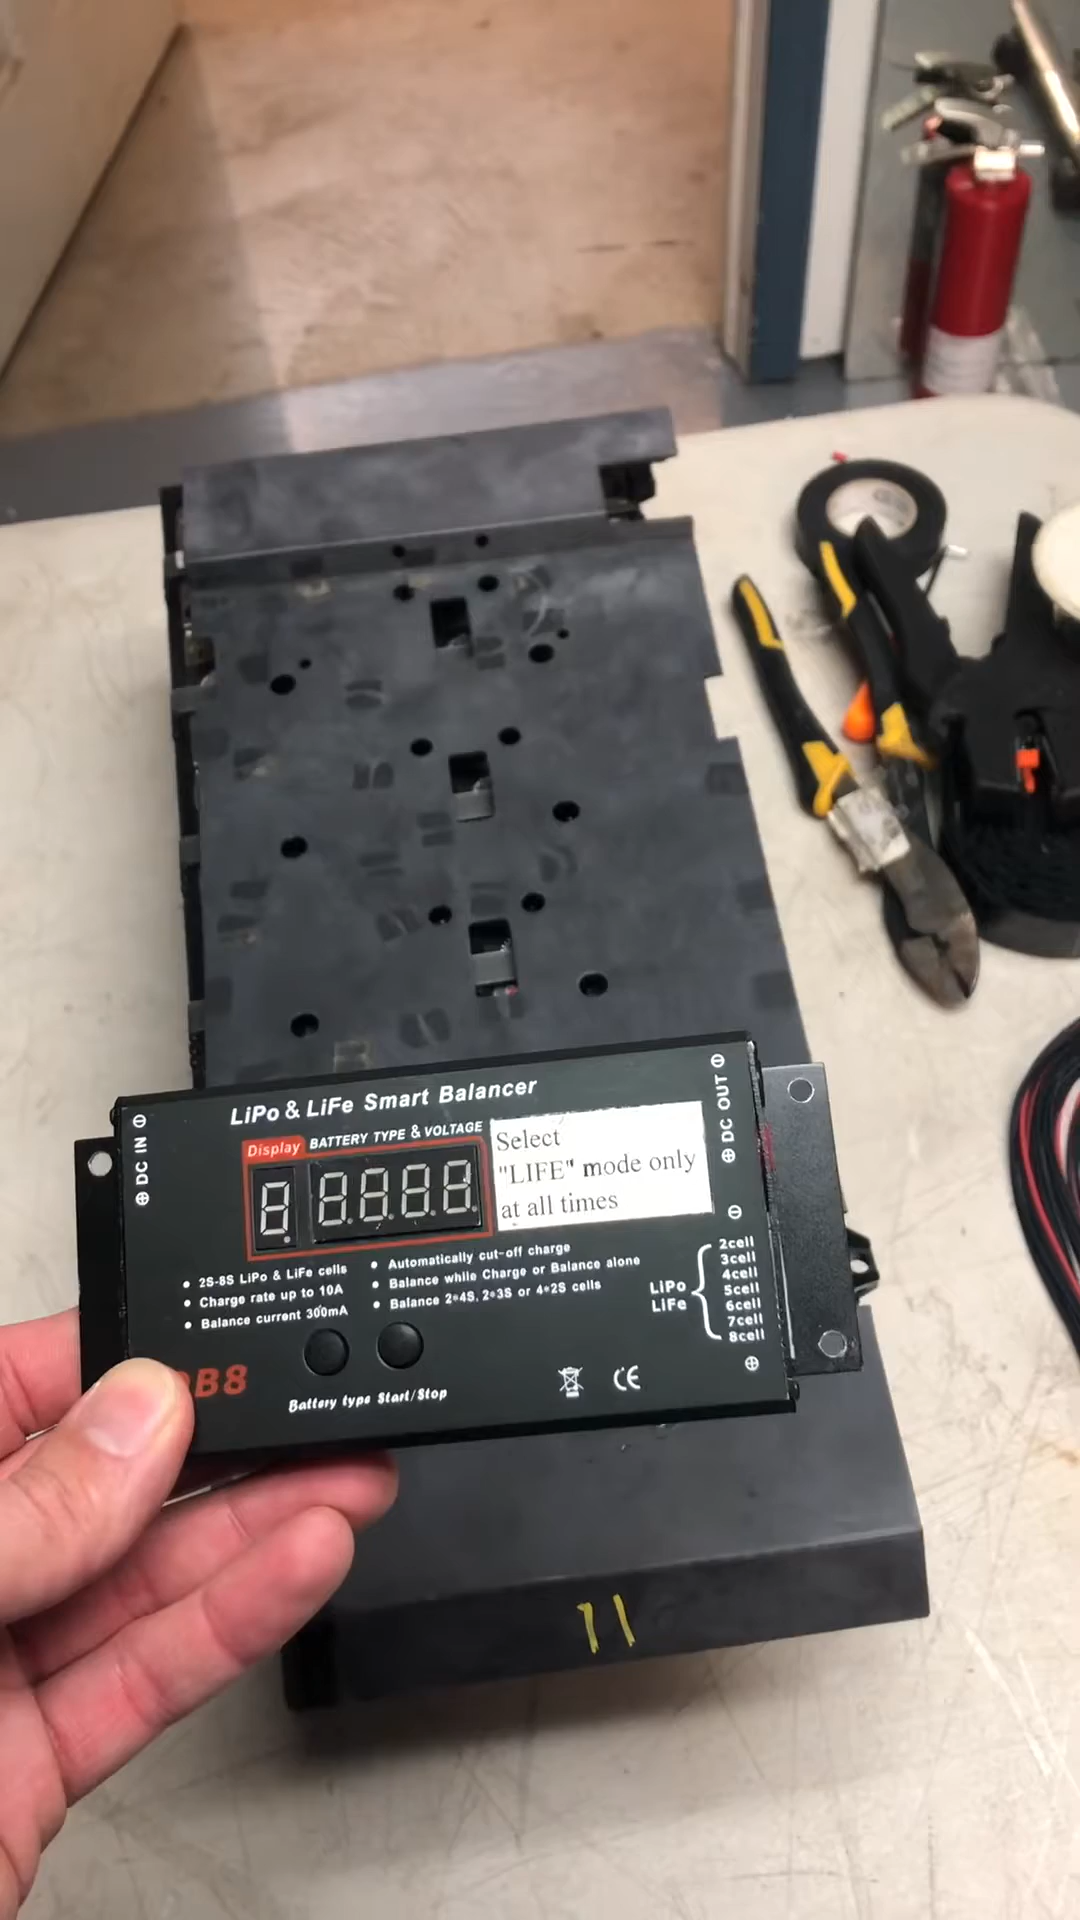 LiPo & LiFe Smart Balancer
Display BATTERY TYPE & VOLTAGE
Select
"LIFE" mode only
at all times
DC IN
DC OUT
2S-8S LiPo & LiFe cells
Charge rate up to 10A
Balance current 300mA
Automatically cut-off charge
Balance while Charge or Balance alone
Balance 2*4S, 2*3S or 4*2S cells
LiPo
LiFe
2cell
3cell
4cell
5cell
6cell
7cell
8cell
B8
Battery type Start/Stop
CE
11